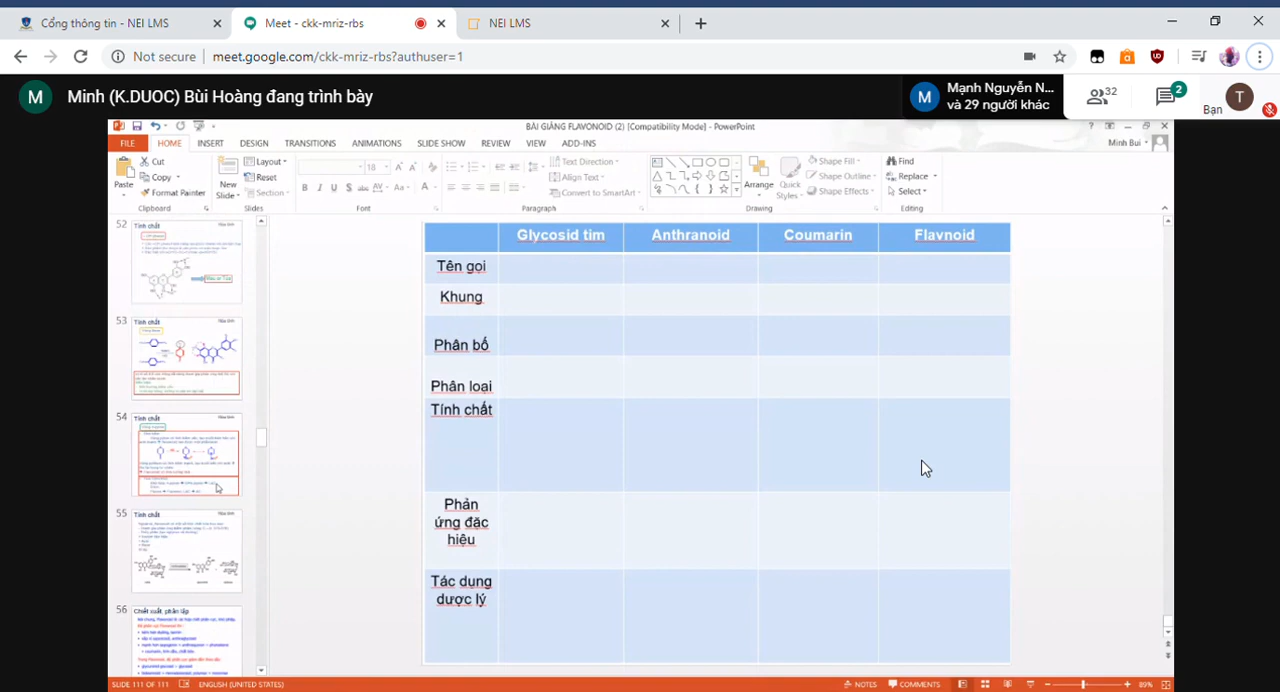 Cổng thông tin - NEI LMS
Meet - ckk-mriz-rbs
NEI LMS
Not secure
meet.google.com/ckk-mriz-rbs?authuser=1
M
Minh (K.DUOC) Bùi Hoàng đang trình bày
M
Mạnh Nguyễn N...
và 29 người khác
32
2
Bạn
T
BÀI GIẢNG FLAVONOID (2) [Compatibility Mode] - PowerPoint
FILE
HOME
INSERT
DESIGN
TRANSITIONS
ANIMATIONS
SLIDE SHOW
REVIEW
VIEW
ADD-INS
Minh Bui
Paste
Cut
Copy
Format Painter
Clipboard
New
Slide
Layout
Reset
Section
Slides
18
Font
Text Direction
Align Text
Convert to SmartArt
Paragraph
Arrange
Quick
Styles
Shape Fill
Shape Outline
Shape Effects
Drawing
Find
Replace
Select
Editing
52
Tính chất
53
Tính chất
54
Tính chất
55
Tính chất
56
Chiết xuất, phân lập
Glycosid tim
Anthranoid
Coumarin
Flavnoid
Tên gọi
Khung
Phân bố
Phân loại
Tính chất
Phản
ứng đặc
hiệu
Tác dụng
dược lý
SLIDE 111 OF 111
ENGLISH (UNITED STATES)
NOTES
COMMENTS
89%